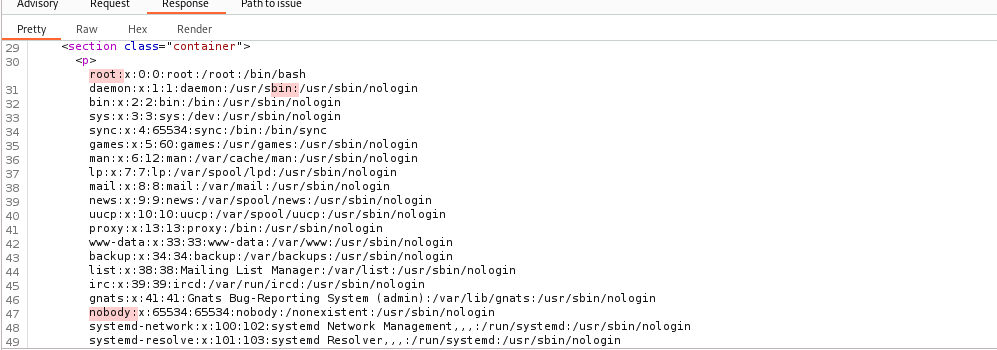 Advisory Request Response Path to issue
Pretty Raw Hex Render
29 <section class="container">
30 <p>
root:x:0:0:root:/root:/bin/bash
31 daemon:x:1:1:daemon:/usr/sbin:/usr/sbin/nologin
32 bin:x:2:2:bin:/bin:/usr/sbin/nologin
33 sys:x:3:3:sys:/dev:/usr/sbin/nologin
34 sync:x:4:65534:sync:/bin:/bin/sync
35 games:x:5:60:games:/usr/games:/usr/sbin/nologin
36 man:x:6:12:man:/var/cache/man:/usr/sbin/nologin
37 lp:x:7:7:lp:/var/spool/lpd:/usr/sbin/nologin
38 mail:x:8:8:mail:/var/mail:/usr/sbin/nologin
39 news:x:9:9:news:/var/spool/news:/usr/sbin/nologin
40 uucp:x:10:10:uucp:/var/spool/uucp:/usr/sbin/nologin
41 proxy:x:13:13:proxy:/bin:/usr/sbin/nologin
42 www-data:x:33:33:www-data:/var/www:/usr/sbin/nologin
43 backup:x:34:34:backup:/var/backups:/usr/sbin/nologin
44 list:x:38:38:Mailing List Manager:/var/list:/usr/sbin/nologin
45 irc:x:39:39:ircd:/var/run/ircd:/usr/sbin/nologin
46 gnats:x:41:41:Gnats Bug-Reporting System (admin):/var/lib/gnats:/usr/sbin/nologin
47 nobody:x:65534:65534:nobody:/nonexistent:/usr/sbin/nologin
48 systemd-network:x:100:102:systemd Network Management,,,:/run/systemd:/usr/sbin/nologin
49 systemd-resolve:x:101:103:systemd Resolver,,,:/run/systemd:/usr/sbin/nologin